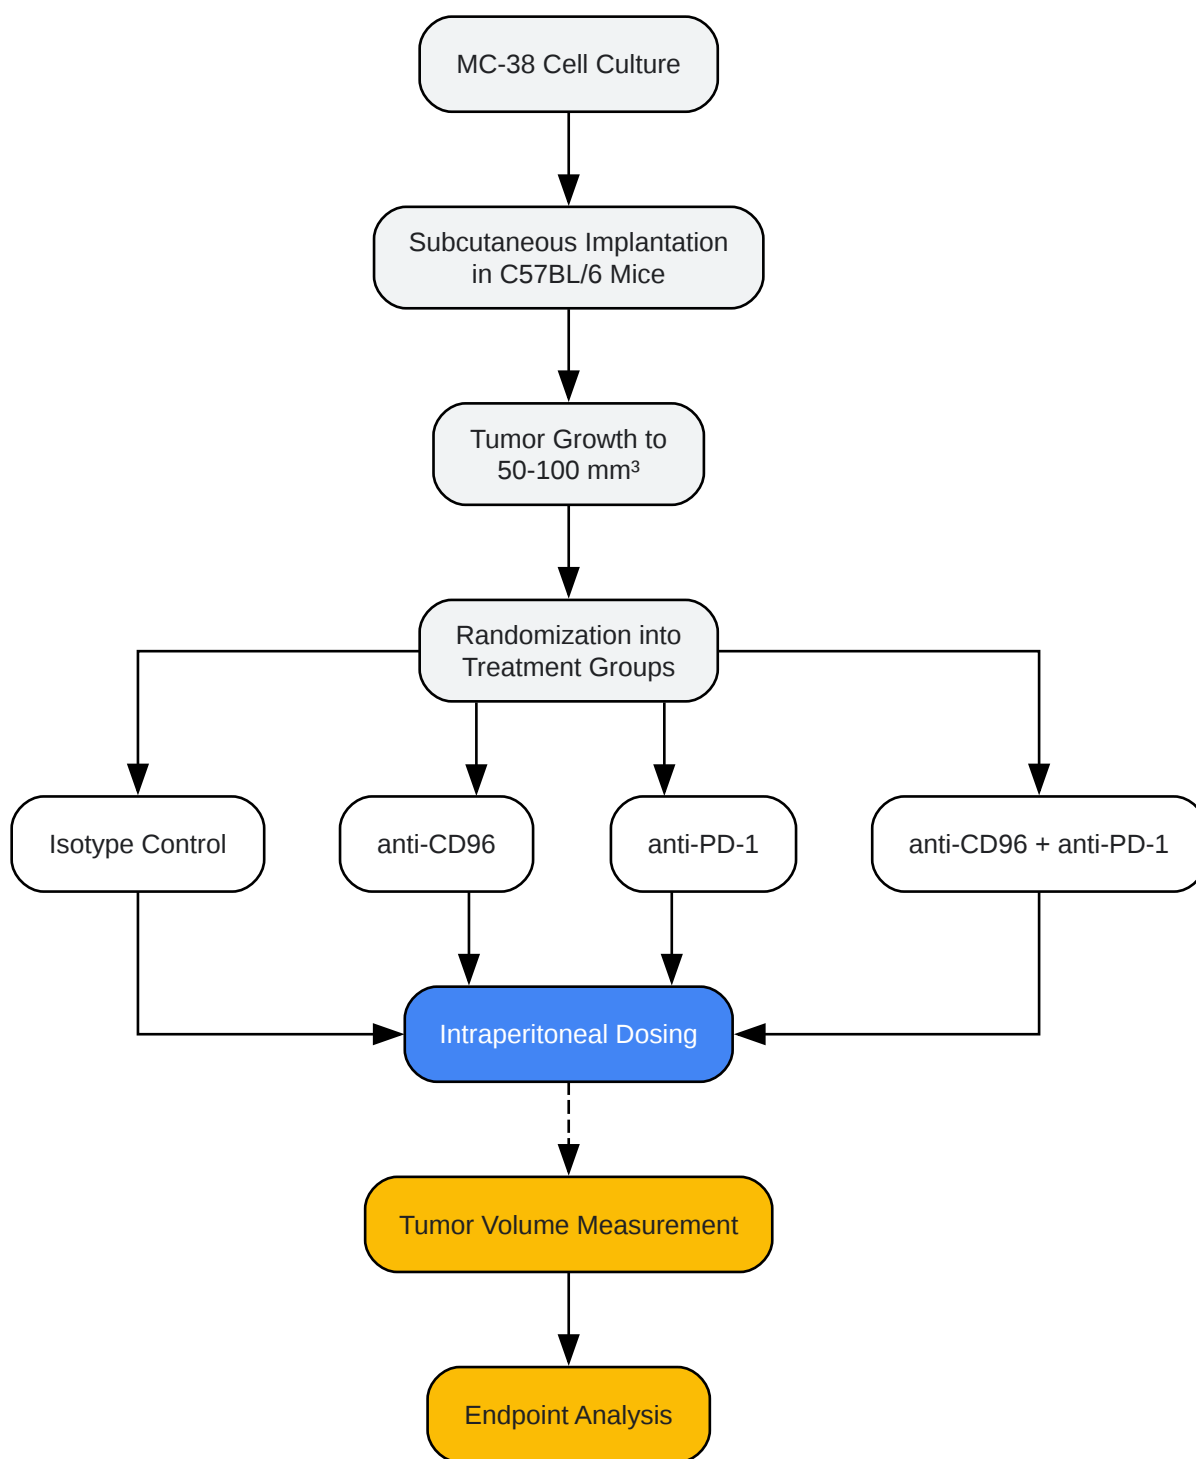 MC-38 Cell Culture
Subcutaneous Implantation
in C57BL/6 Mice
Tumor Growth to
50-100 mm³
Randomization into
Treatment Groups
Isotype Control
anti-CD96
anti-PD-1
anti-CD96 + anti-PD-1
Intraperitoneal Dosing
Tumor Volume Measurement
Endpoint Analysis